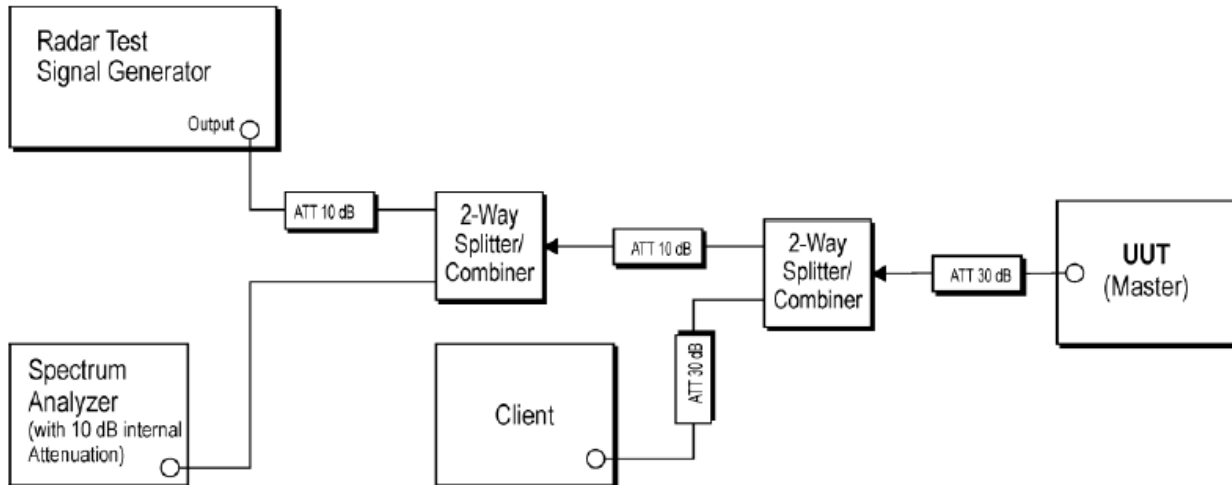 Radar Test
Signal Generator
Output
ATT 10 dB
2-Way
Splitter/
Combiner
ATT 10 dB
2-Way
Splitter/
Combiner
ATT 30 dB
UUT
(Master)
Spectrum
Analyzer
(with 10 dB internal
Attenuation)
Client
ATT 30 dB